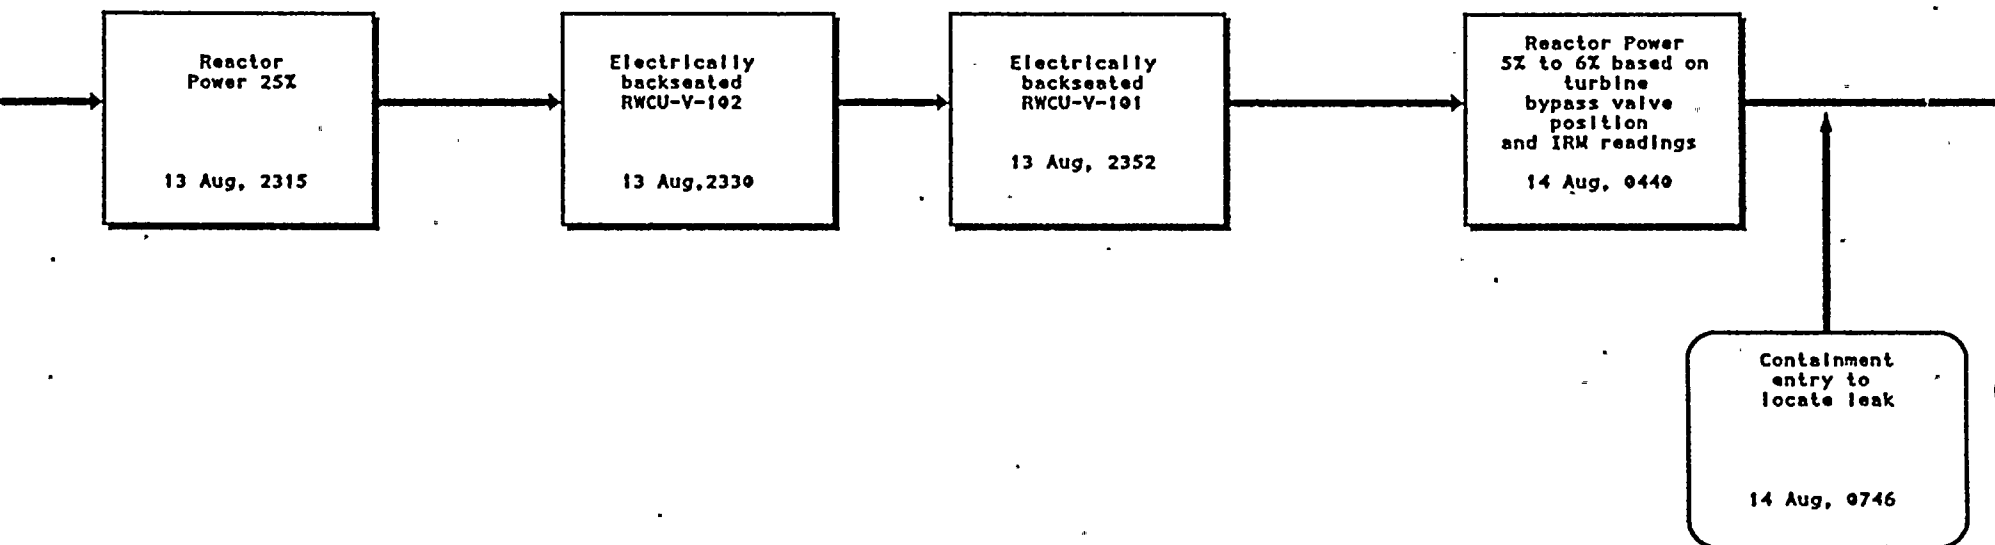 Reactor
Power 25%
13 Aug, 2315
Electrically
backseated
RWCU-V-102
13 Aug,2330
Electrically
backseated
RWCU-V-101
13 Aug, 2352
Reactor Power
5% to 6% based on
turbine
bypass valve
position
and IRM readings
14 Aug, 0440
Containment
entry to
locate leak
14 Aug, 0746